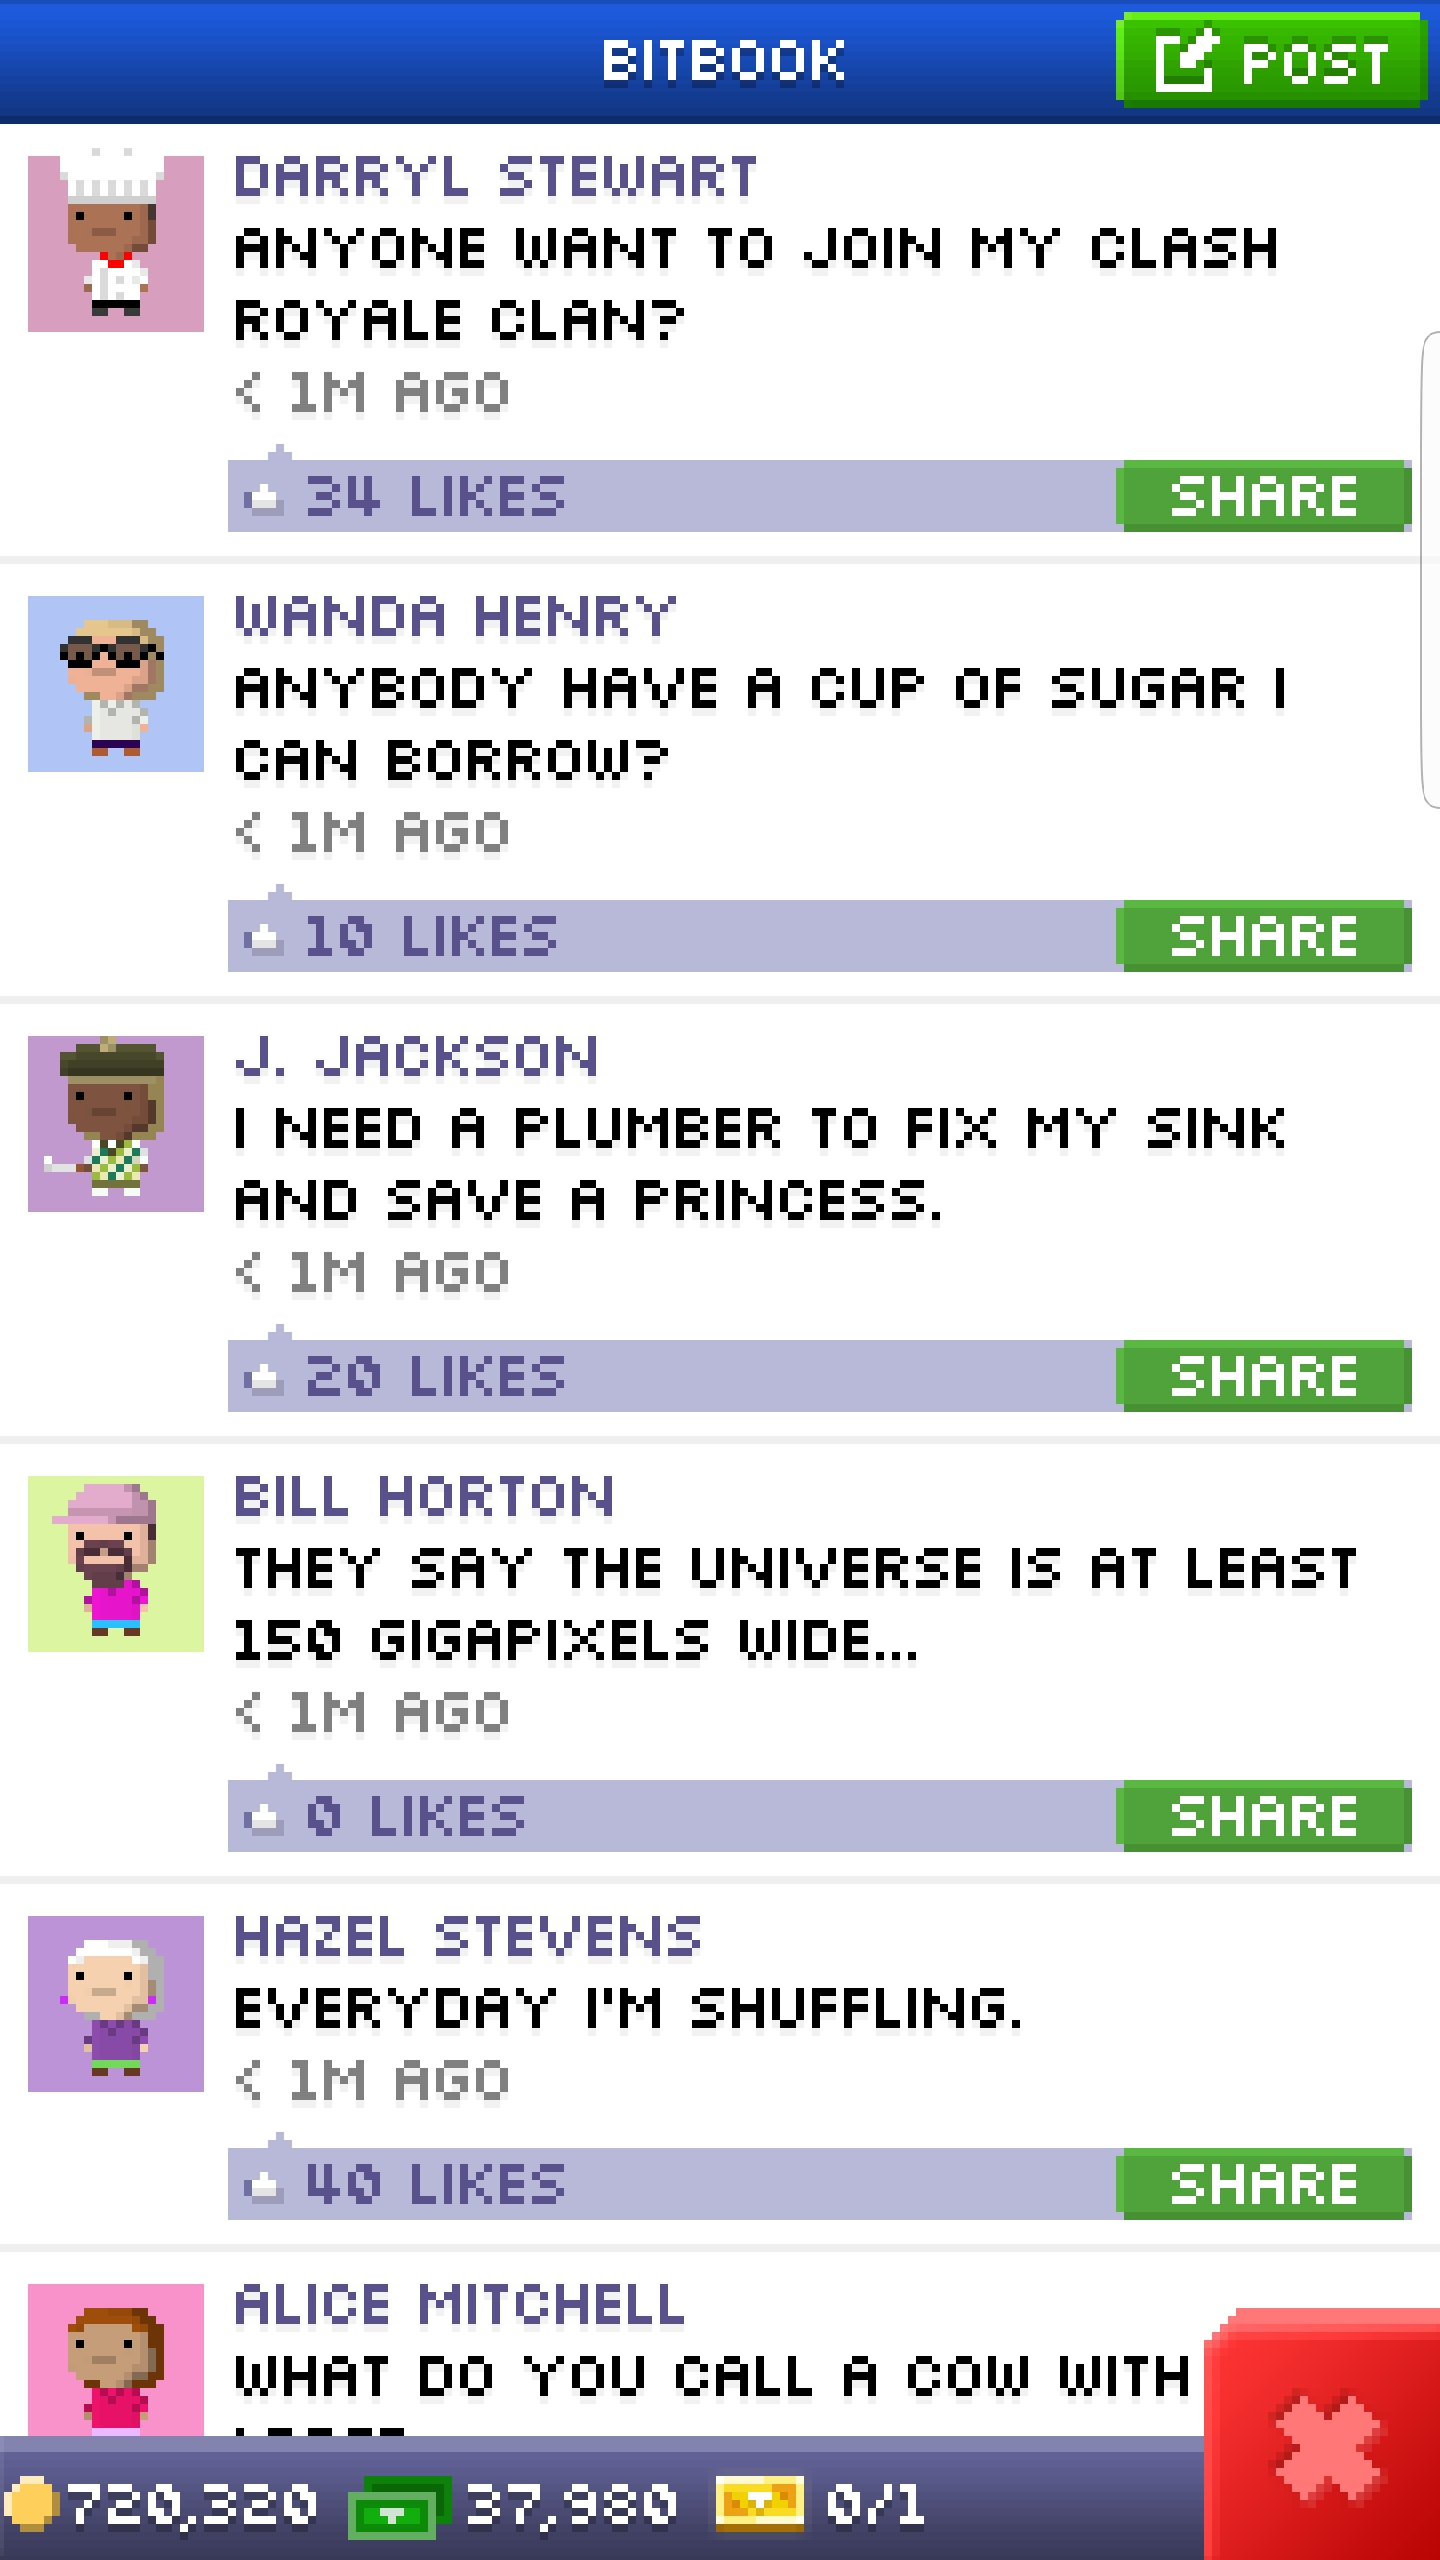 BITBOOK
POST
DARRYL STEWART
ANYONE WANT TO JOIN MY CLASH
ROYALE CLAN?
< 1M AGO
34 LIKES
SHARE
WANDA HENRY
ANYBODY HAVE A CUP OF SUGAR I
CAN BORROW?
< 1M AGO
10 LIKES
SHARE
J. JACKSON
I NEED A PLUMBER TO FIX MY SINK
AND SAVE A PRINCESS.
< 1M AGO
20 LIKES
SHARE
BILL HORTON
THEY SAY THE UNIVERSE IS AT LEAST
150 GIGAPIXELS WIDE...
< 1M AGO
0 LIKES
SHARE
HAZEL STEVENS
EVERYDAY I'M SHUFFLING.
< 1M AGO
40 LIKES
SHARE
ALICE MITCHELL
WHAT DO YOU CALL A COW WITH
720,320
37,980
0/1